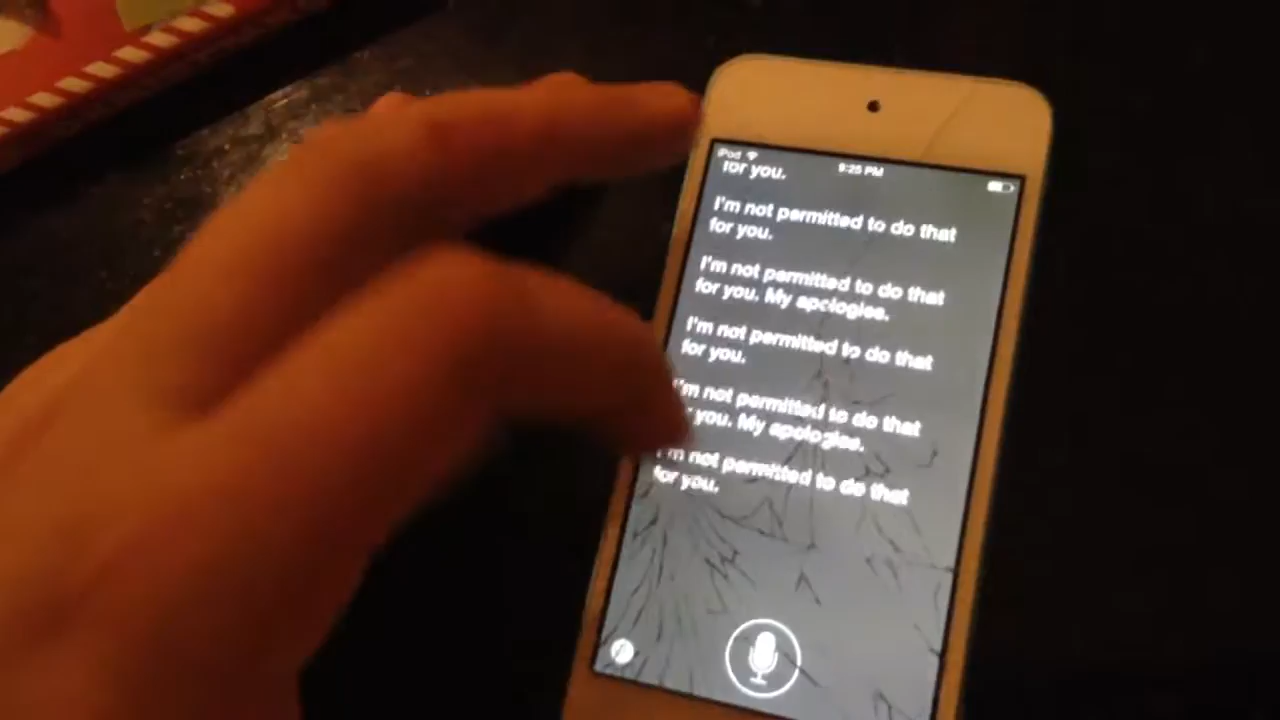 iPod 9:25 PM
for you.
I'm not permitted to do that
for you.
I'm not permitted to do that
for you. My apologies.
I'm not permitted to do that
for you.
I'm not permitted to do that
you. My apologies.
I'm not permitted to do that
for you.